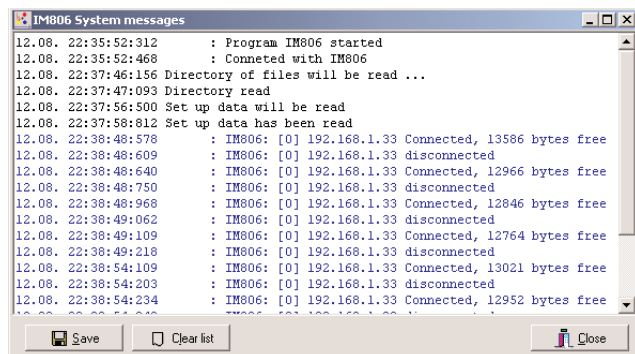 IM806 System messages
12.08. 22:35:52:312 : Program IM806 started
12.08. 22:35:52:468 : Conneted with IM806
12.08. 22:37:46:156 Directory of files will be read ...
12.08. 22:37:47:093 Directory read
12.08. 22:37:56:500 Set up data will be read
12.08. 22:37:58:812 Set up data has been read
12.08. 22:38:48:578 : IM806: [0] 192.168.1.33 Connected, 13586 bytes free
12.08. 22:38:48:609 : IM806: [0] 192.168.1.33 disconnected
12.08. 22:38:48:640 : IM806: [0] 192.168.1.33 Connected, 12966 bytes free
12.08. 22:38:48:750 : IM806: [0] 192.168.1.33 disconnected
12.08. 22:38:48:968 : IM806: [0] 192.168.1.33 Connected, 12846 bytes free
12.08. 22:38:49:062 : IM806: [0] 192.168.1.33 disconnected
12.08. 22:38:49:109 : IM806: [0] 192.168.1.33 Connected, 12764 bytes free
12.08. 22:38:49:218 : IM806: [0] 192.168.1.33 disconnected
12.08. 22:38:54:109 : IM806: [0] 192.168.1.33 Connected, 13021 bytes free
12.08. 22:38:54:203 : IM806: [0] 192.168.1.33 disconnected
12.08. 22:38:54:234 : IM806: [0] 192.168.1.33 Connected, 12952 bytes free
Save Clear list Close